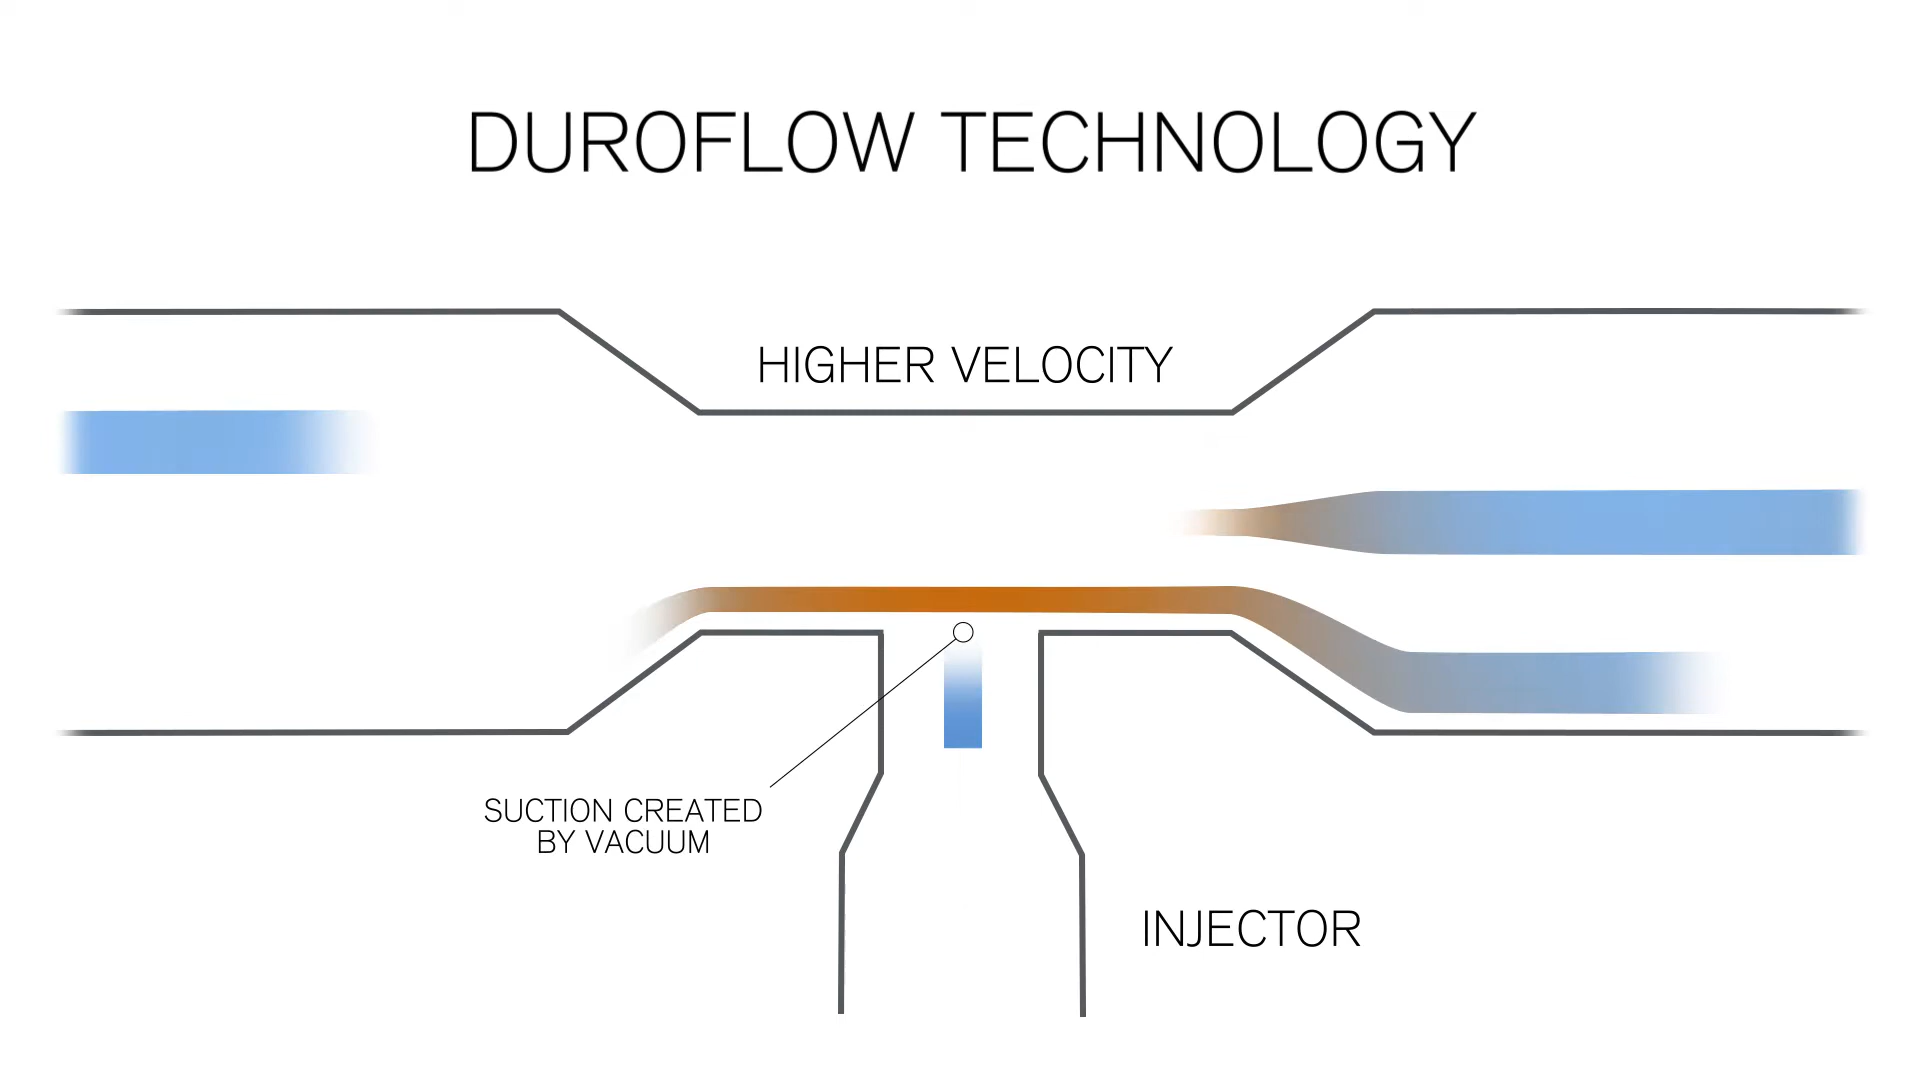 DUROFLOW TECHNOLOGY
HIGHER VELOCITY
SUCTION CREATED
BY VACUUM
INJECTOR